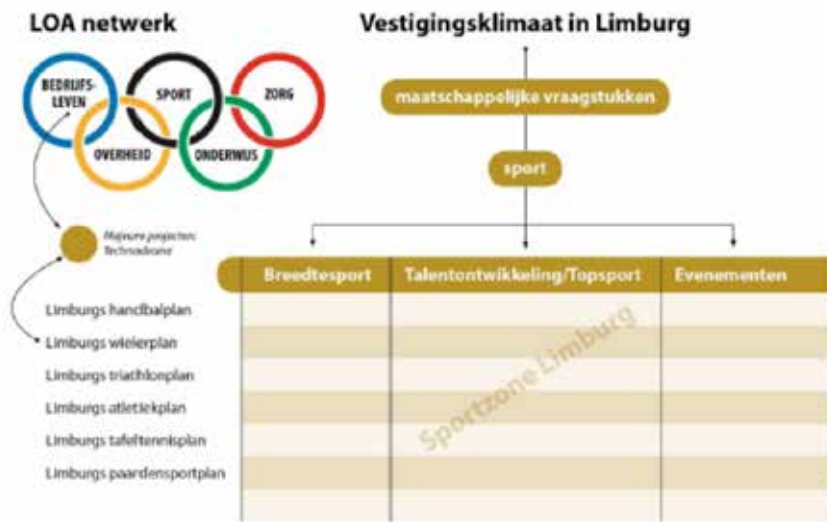 LOA netwerk
Vestigingsklimaat in Limburg
BEDRIJFS-
LEVEN
SPORT
ZORG
OVERHEID
ONDERWIJS
maatschappelijke vraagstukken
sport
Majeure projecten:
Technodrome
Breedtesport
Talentontwikkeling/Topsport
Evenementen
Limburgs handbalplan
Limburgs wielerplan
Limburgs triathlonplan
Limburgs atletiekplan
Limburgs tafeltennisplan
Limburgs paardensportplan
Sportzone Limburg